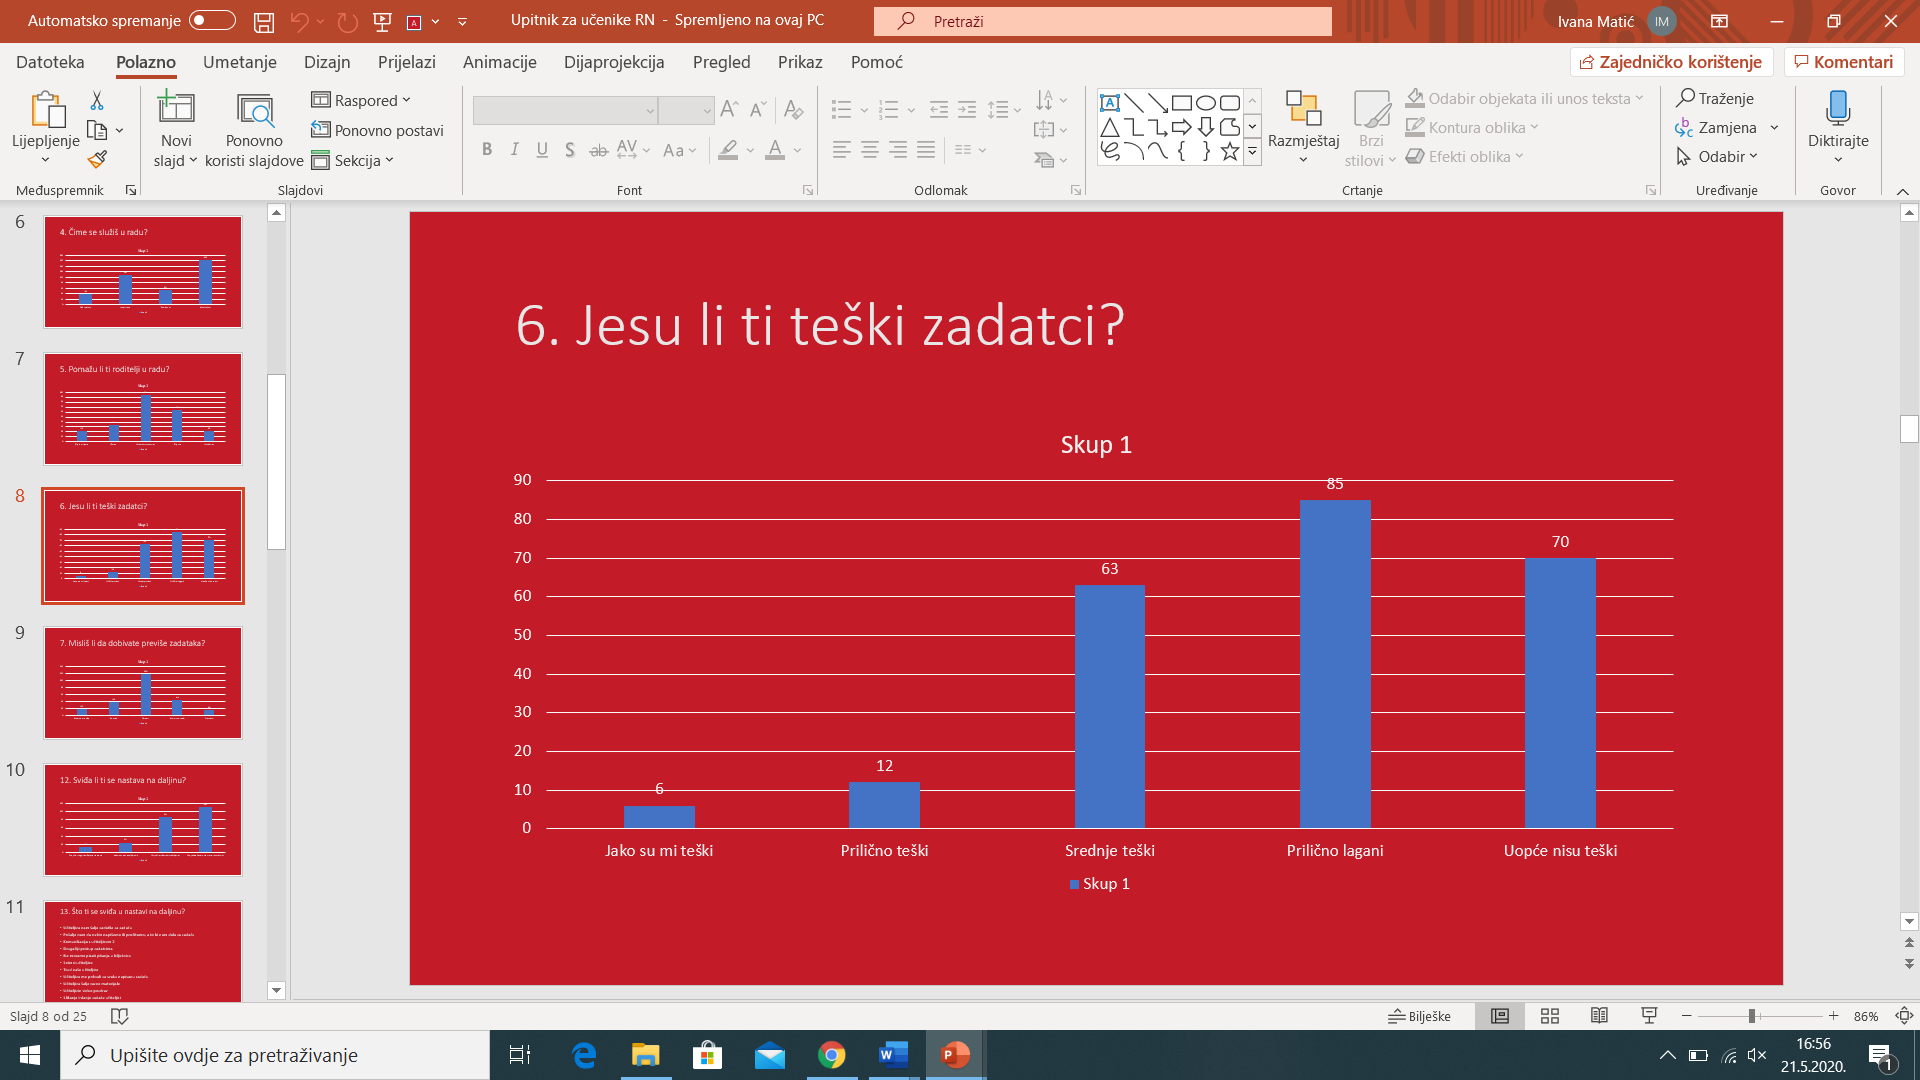 Automatsko spremanje
Upitnik za učenike RN - Spremljeno na ovaj PC
Pretraži
Ivana Matić IM
Datoteka Polazno Umetanje Dizajn Prijelazi Animacije Dijaprojekcija Pregled Prikaz Pomoć
Zajedničko korištenje Komentari
Lijepljenje
Međuspremnik
Novi slajd
Ponovno koristi slajdove
Raspored
Ponovno postavi
Sekcija
Slajdovi
Font
Odlomak
Razmještaj
Brzi stilovi
Odabir objekata ili unos teksta
Kontura oblika
Efekti oblika
Crtanje
Traženje
Zamjena
Odabir
Uređivanje
Diktirajte
Govor
6
4. Čime se služiš u radu?
7
5. Pomažu li ti roditelji u radu?
8
6. Jesu li ti teški zadatci?
9
7. Misliš li da dobivate previše zadataka?
10
12. Sviđa li ti se nastava na daljinu?
11
13. Što ti se sviđa u nastavi na daljinu?
6. Jesu li ti teški zadatci?
Skup 1
90
80
70
60
50
40
30
20
10
0
6
12
63
85
70
Jako su mi teški
Prilično teški
Srednje teški
Prilično lagani
Uopće nisu teški
Skup 1
Slajd 8 od 25
Bilješke
86%
Upišite ovdje za pretraživanje
16:56
21.5.2020.
1